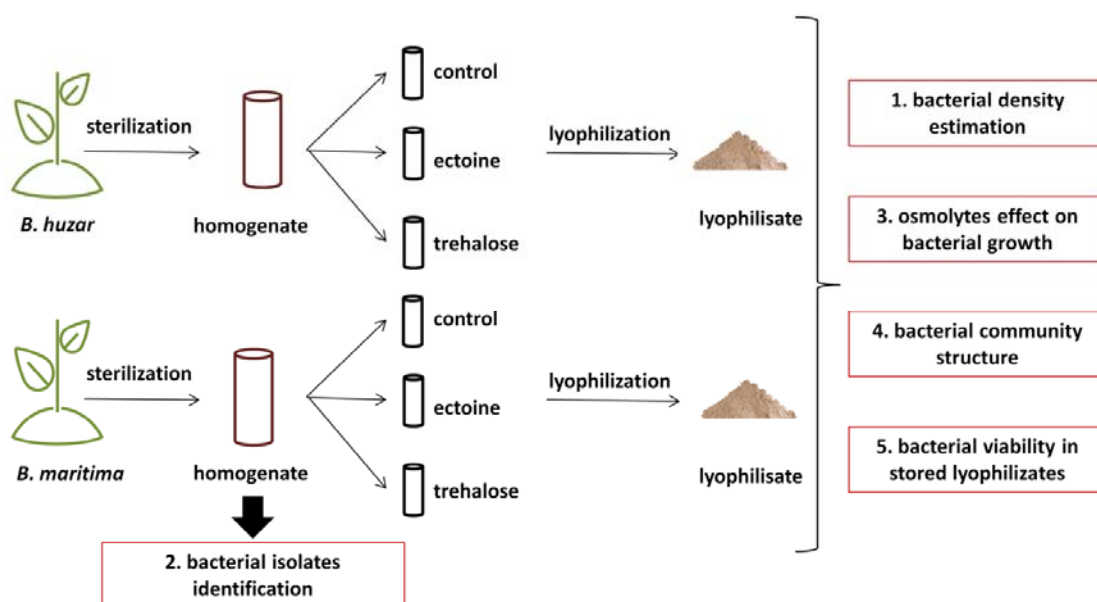 control
sterilization
ectoine
lyophilization
B. huzar
homogenate
trehalose
lyophilisate
control
sterilization
ectoine
lyophilization
B. maritima
homogenate
trehalose
lyophilisate
2. bacterial isolates
identification
1. bacterial density
estimation
3. osmolytes effect on
bacterial growth
4. bacterial community
structure
5. bacterial viability in
stored lyophilizates